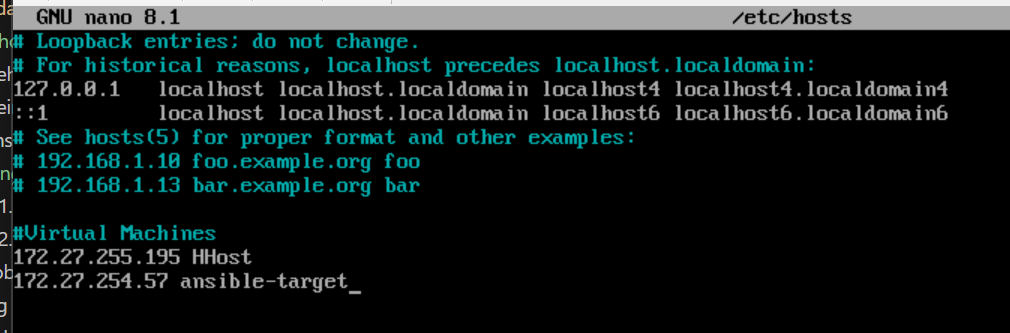 GNU nano 8.1 /etc/hosts
# Loopback entries; do not change.
# For historical reasons, localhost precedes localhost.localdomain:
127.0.0.1 localhost localhost.localdomain localhost4 localhost4.localdomain4
::1 localhost localhost.localdomain localhost6 localhost6.localdomain6
# See hosts(5) for proper format and other examples:
# 192.168.1.10 foo.example.org foo
# 192.168.1.13 bar.example.org bar
#Virtual Machines
172.27.255.195 HHost
172.27.254.57 ansible-target_